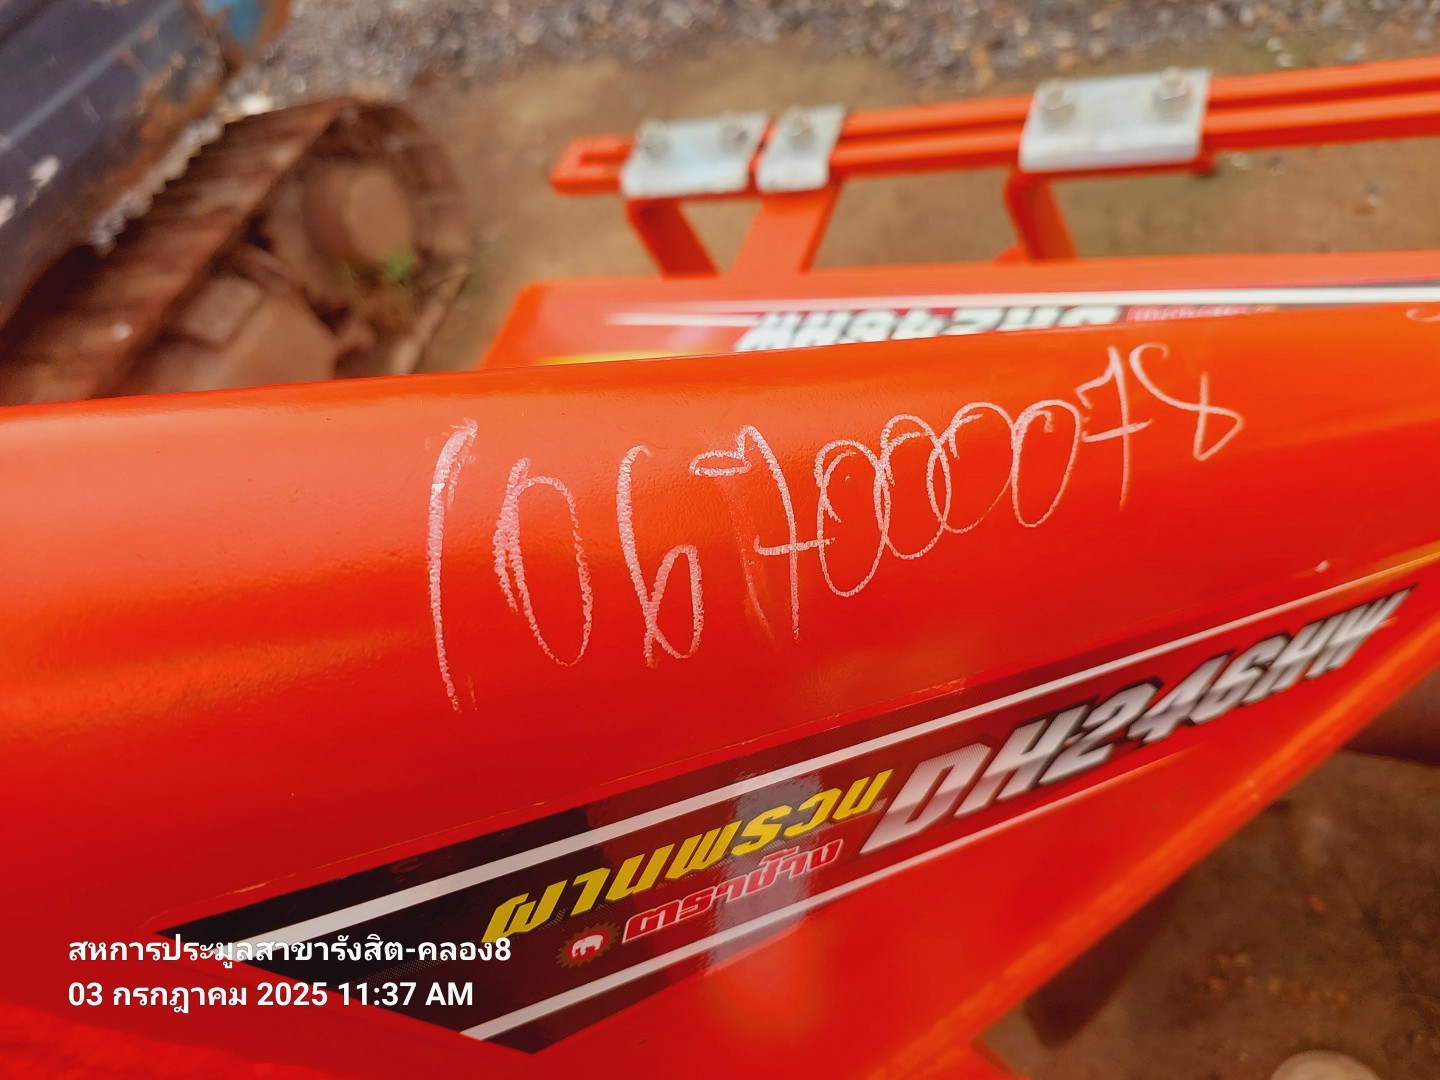 1067000078
ผานพรวน
ตราช้าง
DH246HW
สหการประมูลสาขารังสิต-คลอง8
03 กรกฎาคม 2025 11:37 AM